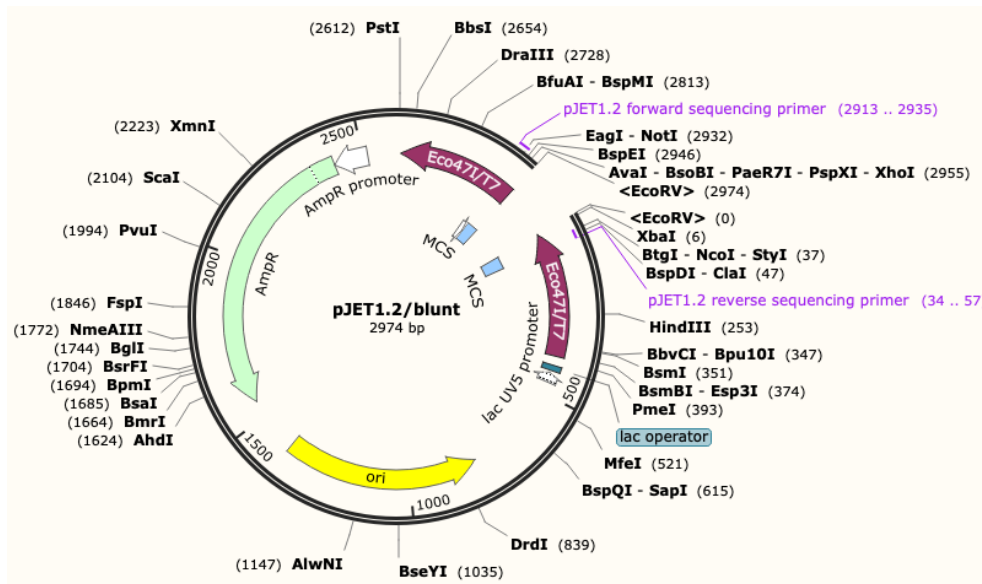 (2612) PstI
BbsI (2654)
DraIII (2728)
BfuAI - BspMI (2813)
pJET1.2 forward sequencing primer (2913 .. 2935)
EagI - NotI (2932)
BspEI (2946)
AvaI - BsoBI - PaeR7I - PspXI - XhoI (2955)
<EcoRV> (2974)
<EcoRV> (0)
XbaI (6)
BtgI - NcoI - StyI (37)
BspDI - ClaI (47)
pJET1.2 reverse sequencing primer (34 .. 57
HindIII (253)
BbvCI - Bpu10I (347)
BsmI (351)
BsmBI - Esp3I (374)
PmeI (393)
lac operator
MfeI (521)
BspQI - SapI (615)
DrdI (839)
BseYI (1035)
(1147) AlwNI
(1624) AhdI
(1664) BmrI
(1685) BsaI
(1694) BpmI
(1704) BsrFI
(1744) BglI
(1772) NmeAIII
(1846) FspI
(1994) PvuI
(2104) ScaI
(2223) XmnI
2500
2000
1500
1000
500
Eco47I/T7
AmpR promoter
AmpR
MCS
MCS
Eco47I/T7
lac UV5 promoter
ori
pJET1.2/blunt
2974 bp